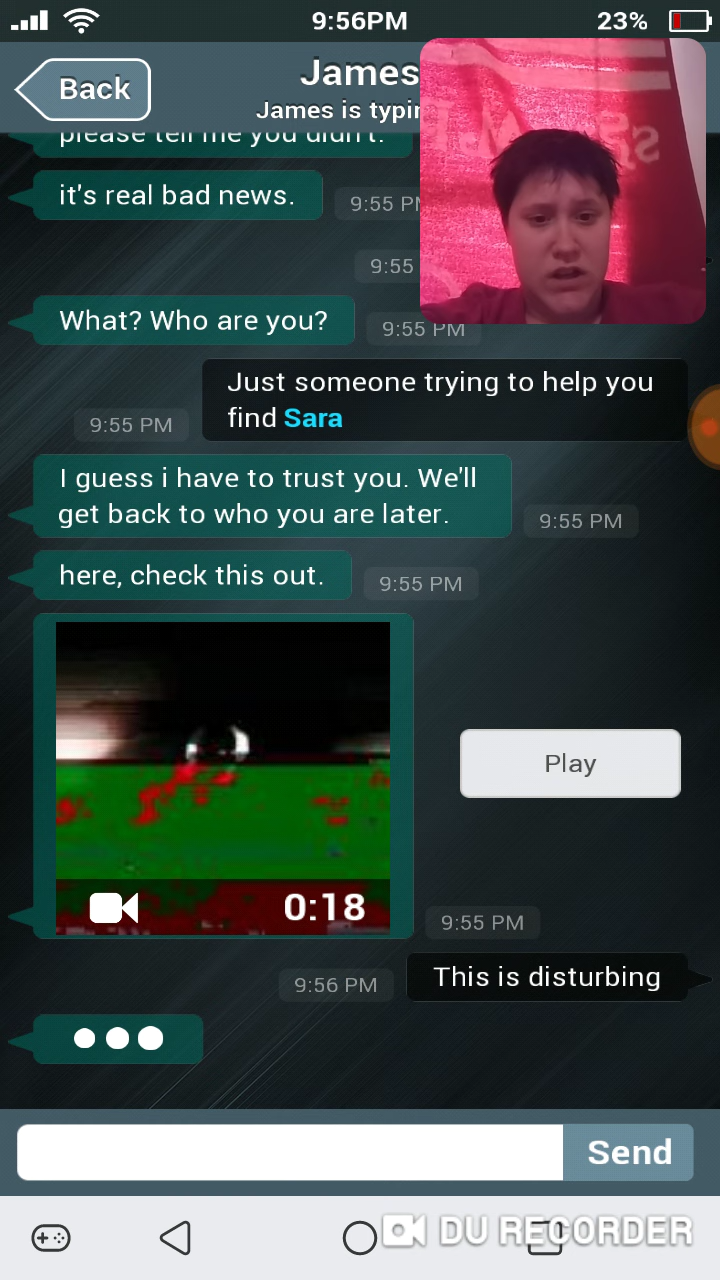 9:56PM
23%
Back
James
James is typin
please tell me you didn't.
it's real bad news.
9:55 PM
9:55
What? Who are you?
9:55 PM
Just someone trying to help you
find Sara
9:55 PM
I guess i have to trust you. We'll
get back to who you are later.
9:55 PM
here, check this out.
9:55 PM
Play
0:18
9:55 PM
This is disturbing
9:56 PM
Send
DU RECORDER